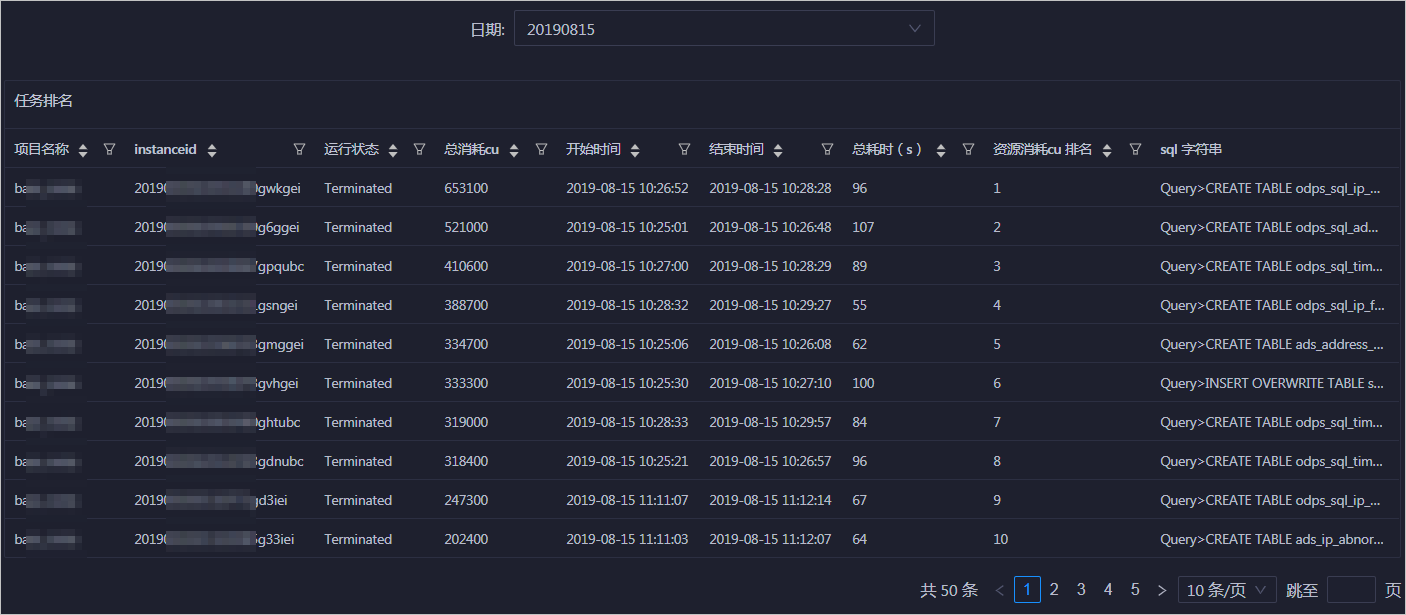 日期: 20190815
任务排名
项目名称 instanceid 运行状态 总消耗cu 开始时间 结束时间 总耗时（s） 资源消耗cu 排名 sql 字符串
Terminated 653100 2019-08-15 10:26:52 2019-08-15 10:28:28 96 1 Query>CREATE TABLE odps_sql_ip_...
Terminated 521000 2019-08-15 10:25:01 2019-08-15 10:26:48 107 2 Query>CREATE TABLE odps_sql_ad...
Terminated 410600 2019-08-15 10:27:00 2019-08-15 10:28:29 89 3 Query>CREATE TABLE odps_sql_tim...
Terminated 388700 2019-08-15 10:28:32 2019-08-15 10:29:27 55 4 Query>CREATE TABLE odps_sql_ip_f...
Terminated 334700 2019-08-15 10:25:06 2019-08-15 10:26:08 62 5 Query>CREATE TABLE ads_address_...
Terminated 333300 2019-08-15 10:25:30 2019-08-15 10:27:10 100 6 Query>INSERT OVERWRITE TABLE s...
Terminated 319000 2019-08-15 10:28:33 2019-08-15 10:29:57 84 7 Query>CREATE TABLE odps_sql_tim...
Terminated 318400 2019-08-15 10:25:21 2019-08-15 10:26:57 96 8 Query>CREATE TABLE odps_sql_tim...
Terminated 247300 2019-08-15 11:11:07 2019-08-15 11:12:14 67 9 Query>CREATE TABLE odps_sql_ip_...
Terminated 202400 2019-08-15 11:11:03 2019-08-15 11:12:07 64 10 Query>CREATE TABLE ads_ip_abnor...
共 50 条 < 1 2 3 4 5 > 10 条/页 跳至 页